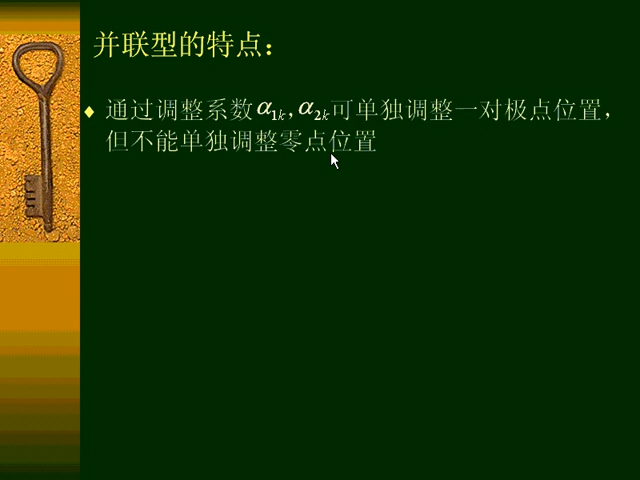 并联型的特点：
通过调整系数α₁ₖ,α₂ₖ可单独调整一对极点位置，
但不能单独调整零点位置